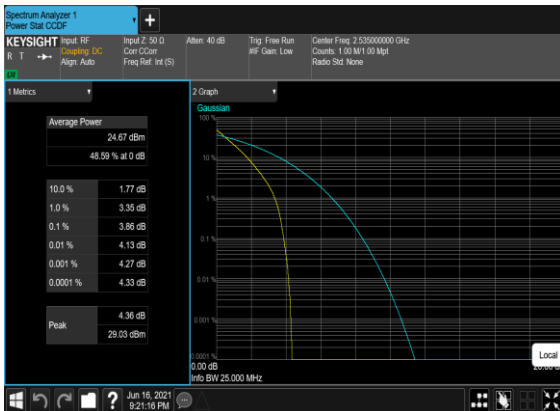 Spectrum Analyzer 1
Power Stat CCDF
KEYSIGHT
R T
LXI
Input: RF
Coupling: DC
Align: Auto
Input Z: 50 Ω
Corr CCorr
Freq Ref: Int (S)
Atten: 40 dB
Trig: Free Run
#IF Gain: Low
Center Freq: 2.535000000 GHz
Counts: 1.00 M/1.00 Mpt
Radio Std: None
1 Metrics
Average Power
24.67 dBm
48.59 % at 0 dB
10.0 % 1.77 dB
1.0 % 3.35 dB
0.1 % 3.86 dB
0.01 % 4.13 dB
0.001 % 4.27 dB
0.0001 % 4.33 dB
Peak
4.36 dB
29.03 dBm
2 Graph
Gaussian
100 %
10 %
1 %
0.1 %
0.01 %
0.001 %
0.0001 %
0.00 dB
Info BW 25.000 MHz
Local
?
Jun 16, 2021
9:21:16 PM